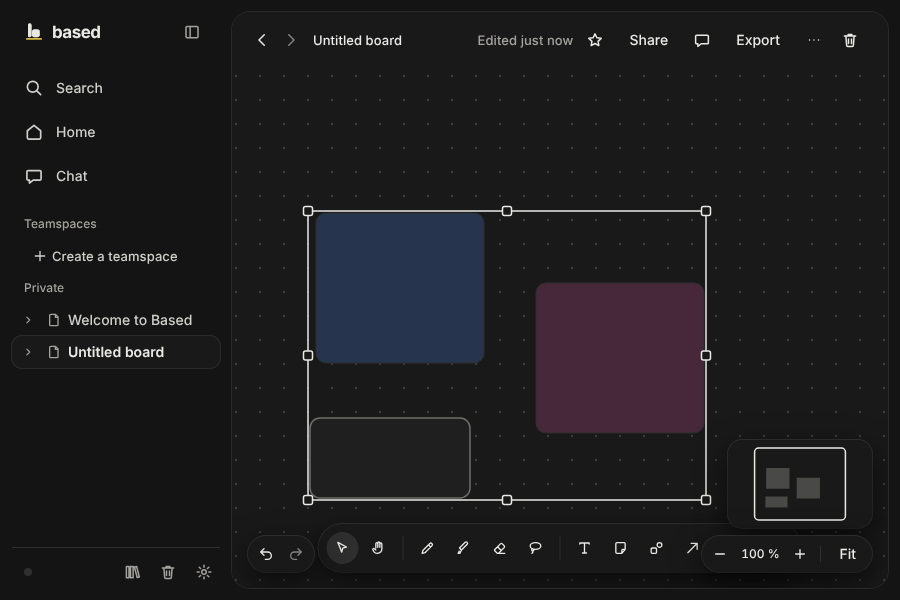 based
Search
Home
Chat
Teamspaces
Create a teamspace
Private
Welcome to Based
Untitled board
Untitled board
Edited just now
Share
Export
100 %
Fit